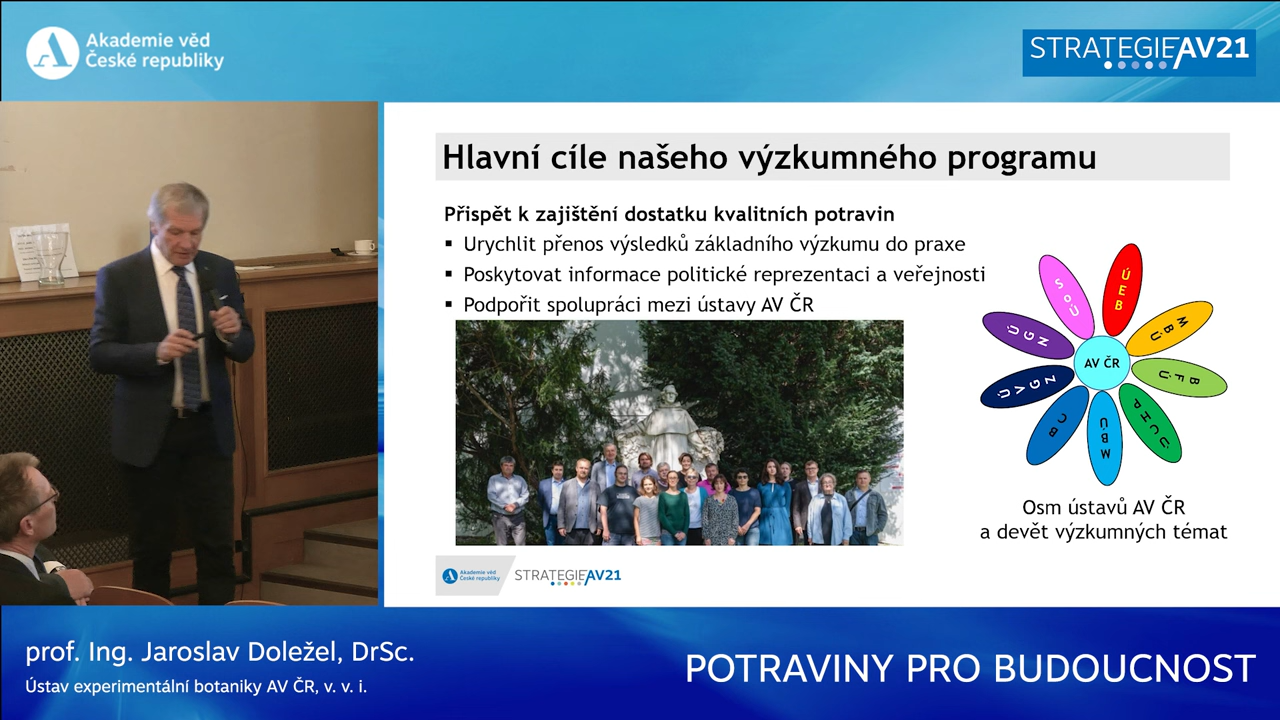 Akademie věd
České republiky
STRATEGIE AV21
Hlavní cíle našeho výzkumného programu
Přispět k zajištění dostatku kvalitních potravin
▪ Urychlit přenos výsledků základního výzkumu do praxe
▪ Poskytovat informace politické reprezentaci a veřejnosti
▪ Podpořit spolupráci mezi ústavy AV ČR
SoÚ
ÚEB
MBÚ
BFÚ
ÚCHP
ÚBM
BC
ÚVGZ
ÚGN
AV ČR
Osm ústavů AV ČR
a devět výzkumných témat
Akademie věd
České republiky
STRATEGIE AV21
prof. Ing. Jaroslav Doležel, DrSc.
Ústav experimentální botaniky AV ČR, v. v. i.
POTRAVINY PRO BUDOUCNOST